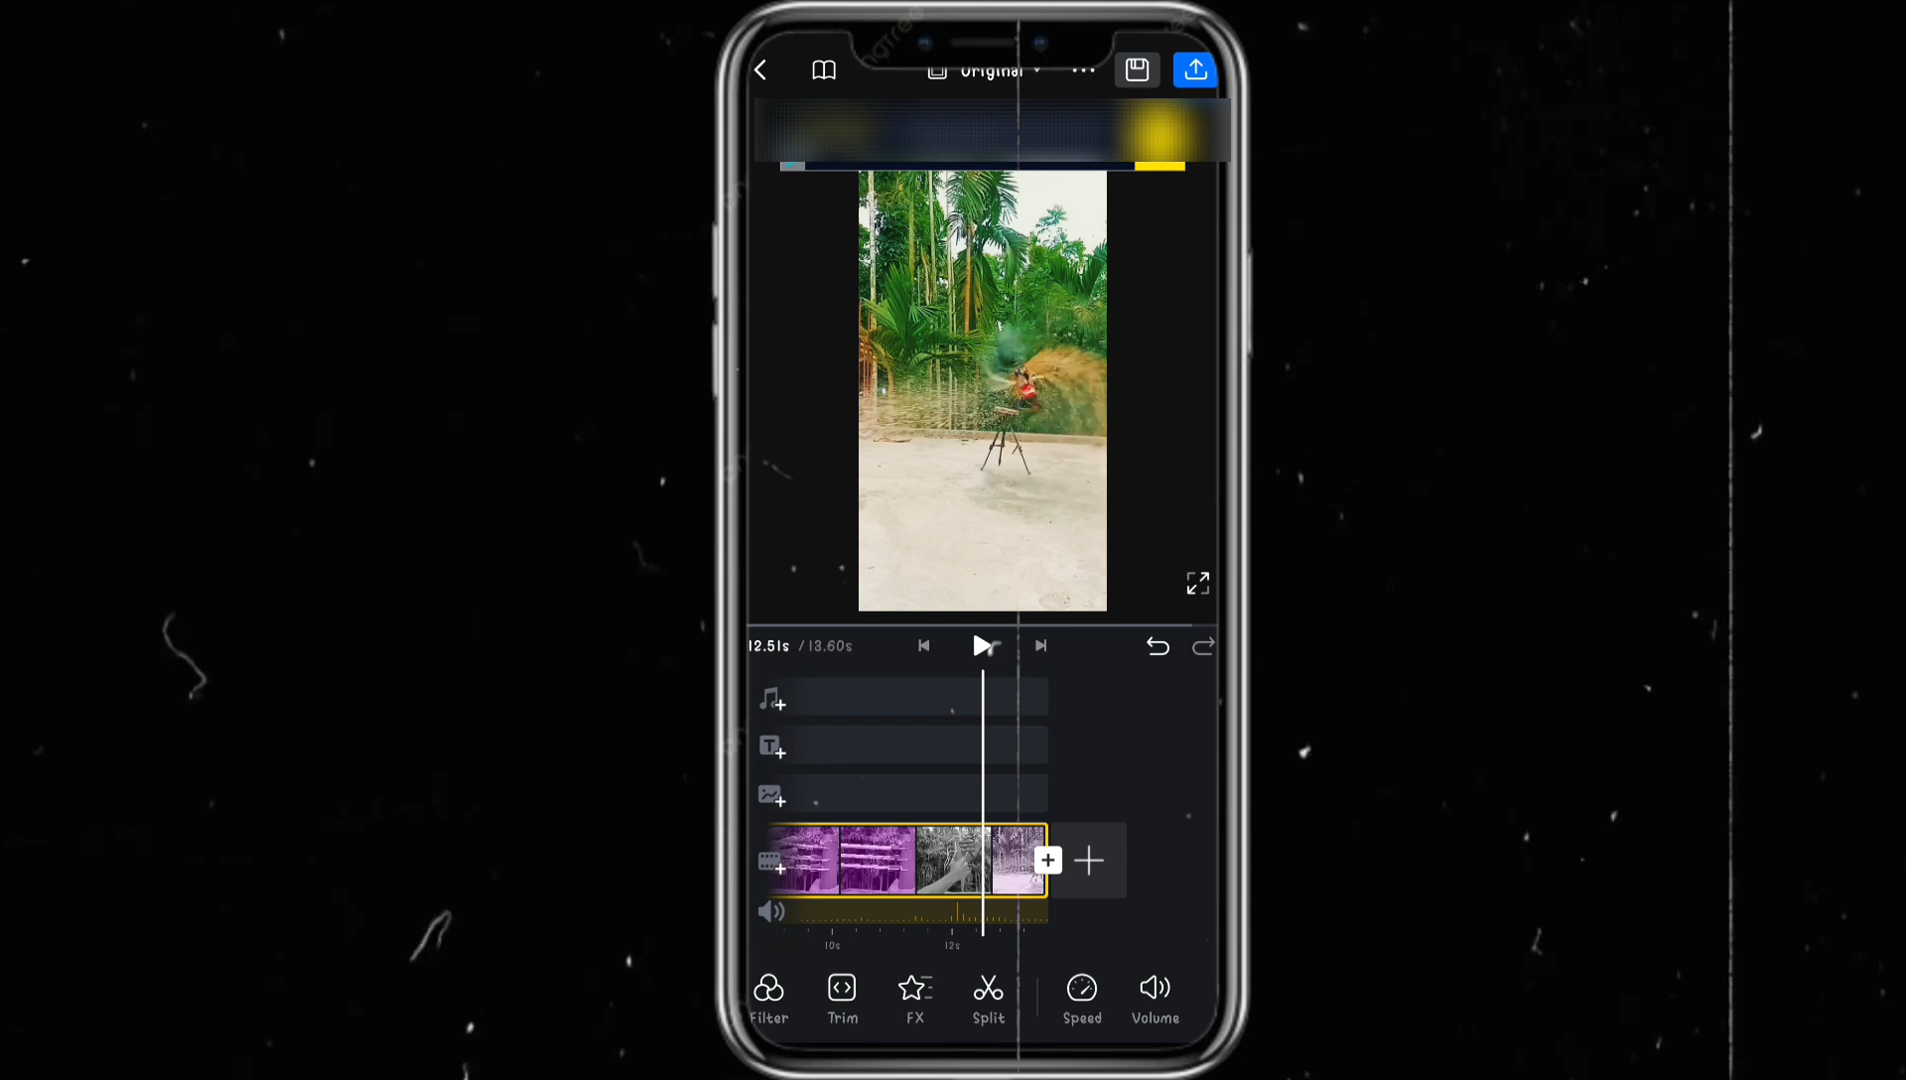 Original
12.51s / 13.60s
10s 12s
Filter Trim FX Split Speed Volume